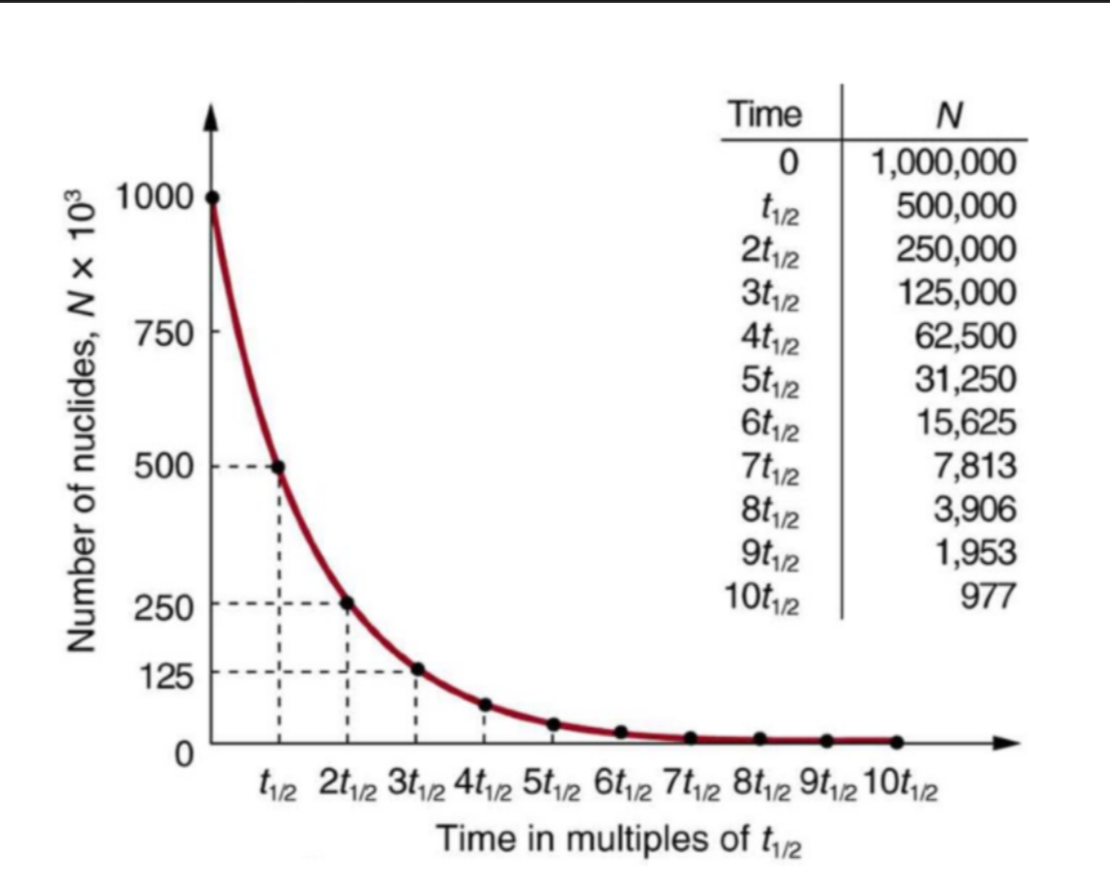 Time N
0 1,000,000
t1/2 500,000
2t1/2 250,000
3t1/2 125,000
4t1/2 62,500
5t1/2 31,250
6t1/2 15,625
7t1/2 7,813
8t1/2 3,906
9t1/2 1,953
10t1/2 977
Number of nuclides, N × 10³
1000
750
500
250
125
0
t1/2 2t1/2 3t1/2 4t1/2 5t1/2 6t1/2 7t1/2 8t1/2 9t1/2 10t1/2
Time in multiples of t1/2